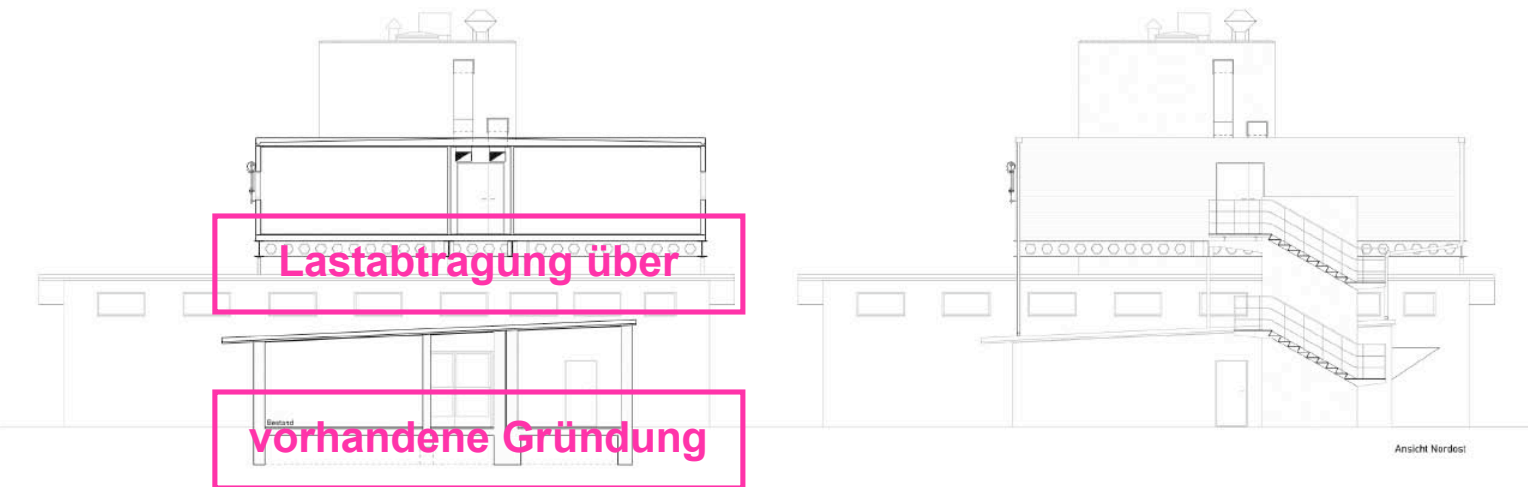 Lastabtragung über
Bestand
vorhandene Gründung
Ansicht Nordost